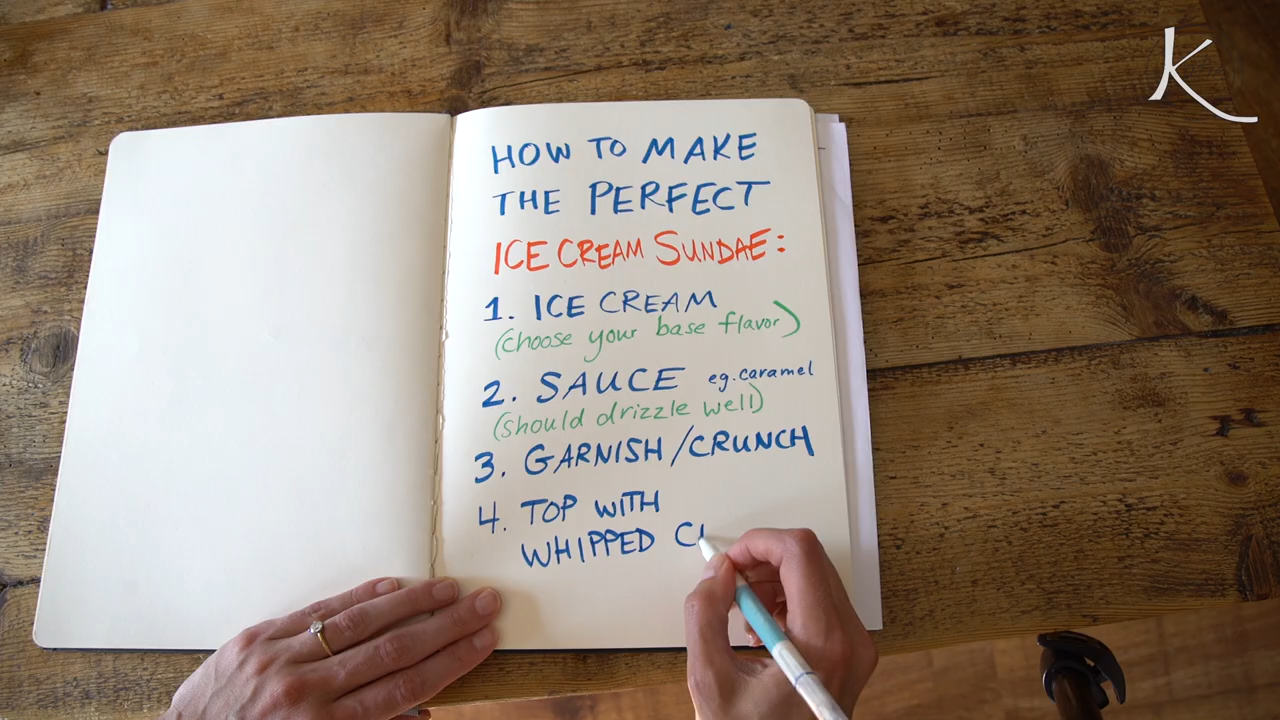 K
HOW TO MAKE
THE PERFECT
ICE CREAM SUNDAE:
1. ICE CREAM
(choose your base flavor)
2. SAUCE eg. caramel
(should drizzle well)
3. GARNISH/CRUNCH
4. TOP WITH
WHIPPED